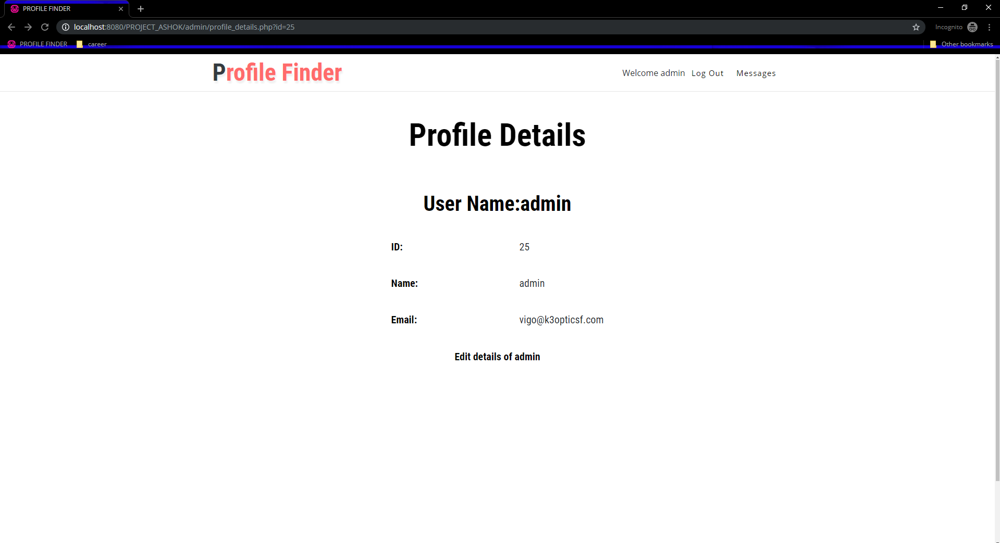 PROFILE FINDER
localhost:8080/PROJECT_ASHOK/admin/profile_details.php?id=25
Incognito
PROFILE FINDER career Other bookmarks
Profile Finder Welcome admin Log Out Messages
Profile Details
User Name:admin
ID: 25
Name: admin
Email: vigo@k3opticsf.com
Edit details of admin